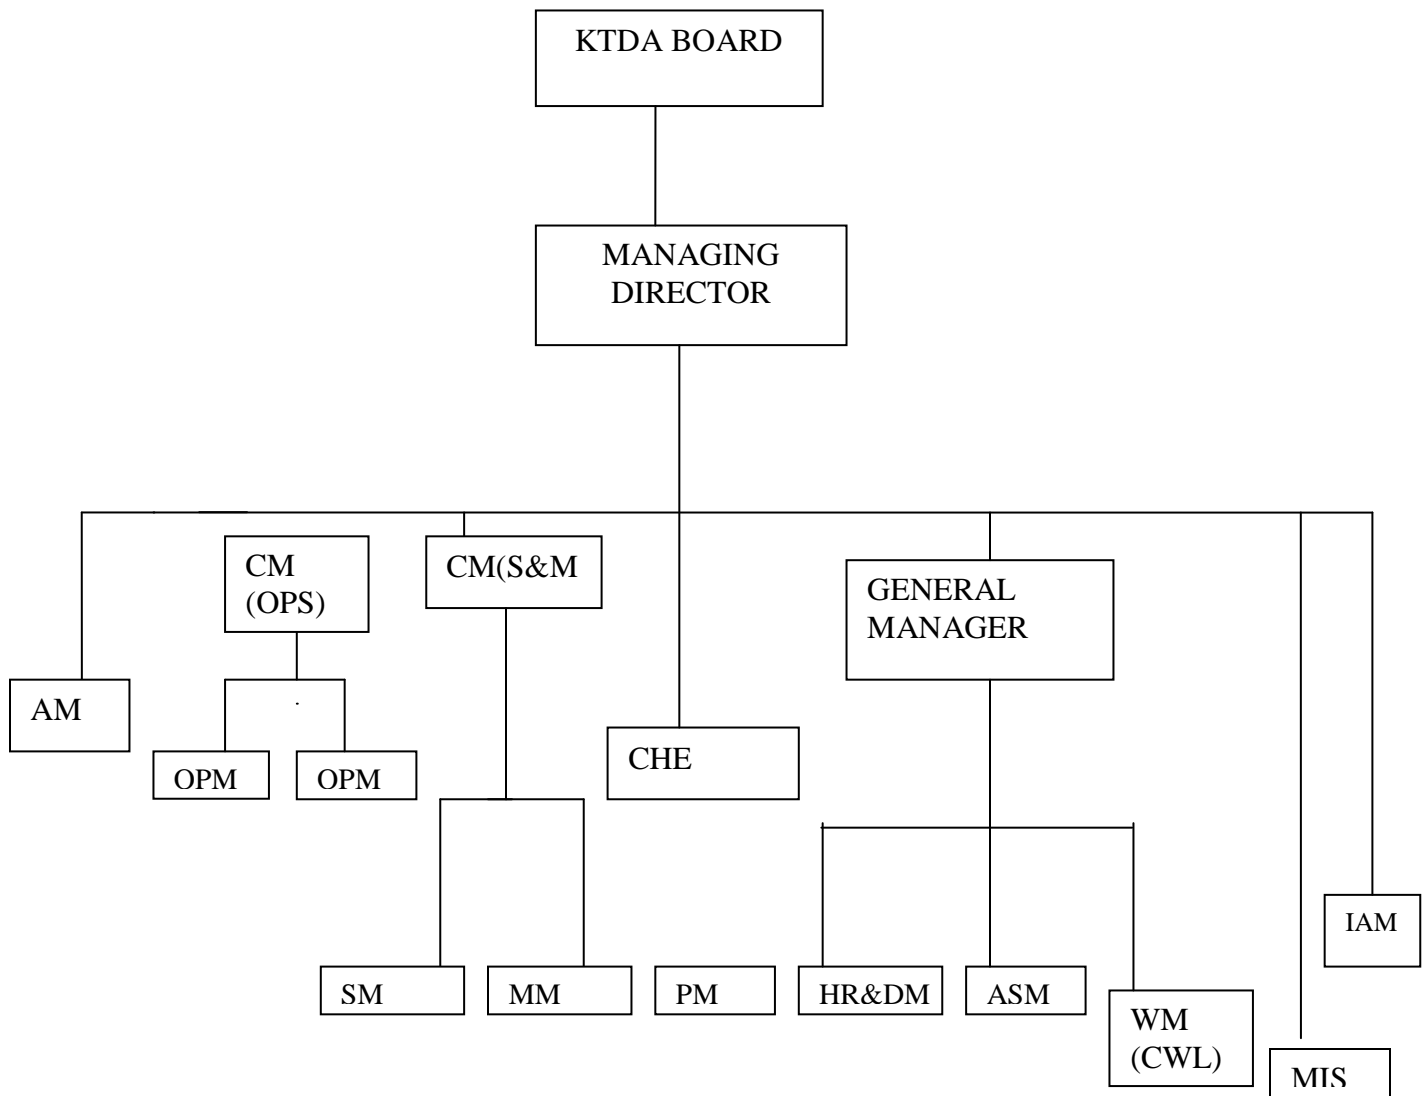 KTDA BOARD
MANAGING
DIRECTOR
CM
(OPS)
CM(S&M
GENERAL
MANAGER
AM
OPM
OPM
CHE
IAM
SM
MM
PM
HR&DM
ASM
WM
(CWL)
MIS